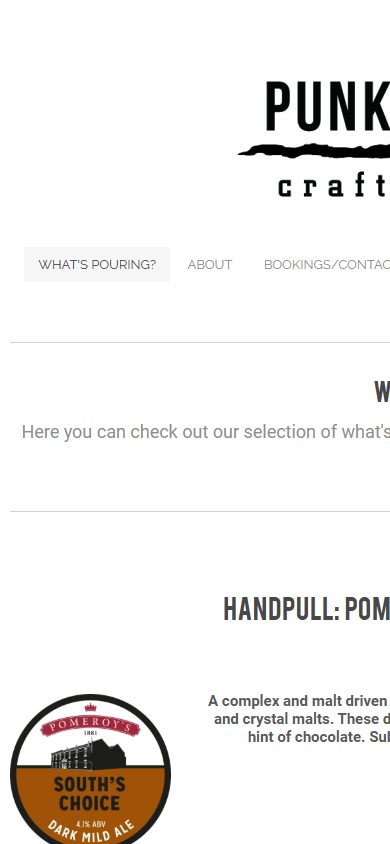 PUNK
craft
WHAT'S POURING?
ABOUT
BOOKINGS/CONTAC
W
Here you can check out our selection of what's
HANDPULL: POM
A complex and malt driven
and crystal malts. These d
hint of chocolate. Sul
POMEROY'S
1881
SOUTH'S
CHOICE
4.1% ABV
DARK MILD ALE